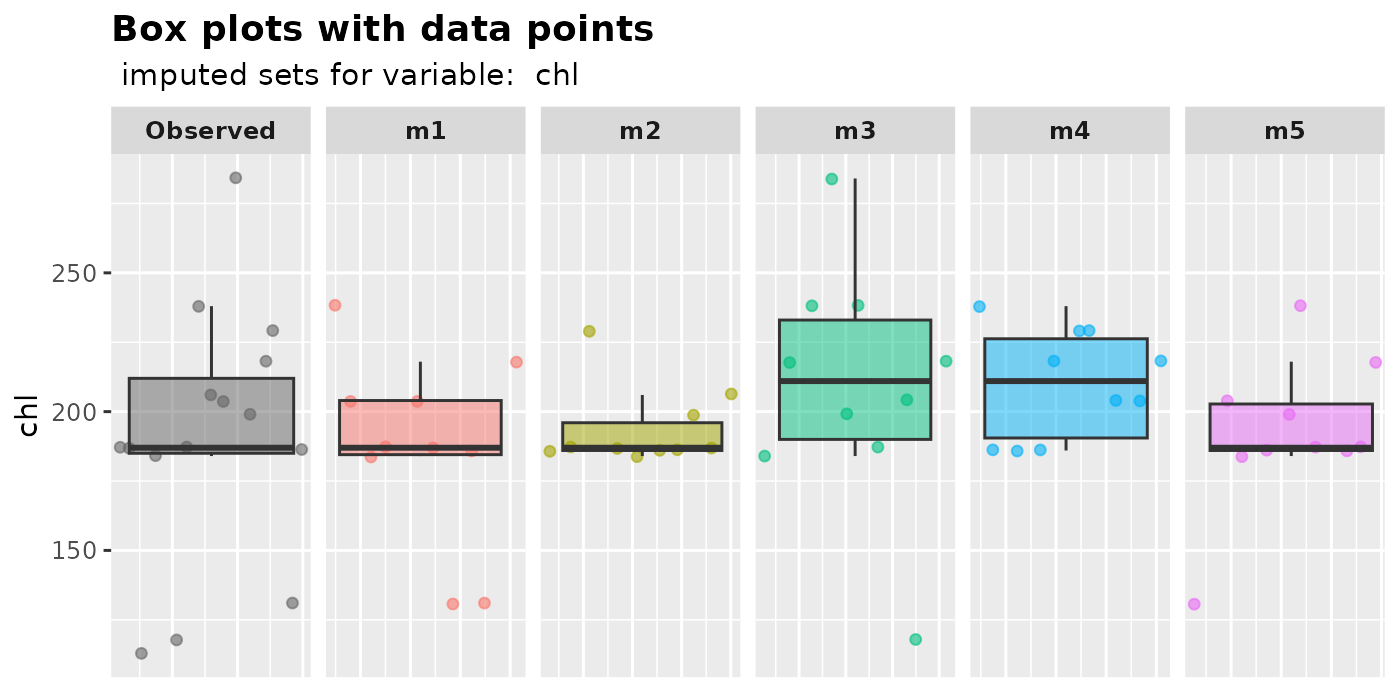 Box plots with data points
imputed sets for variable:  chl
Observed m1 m2 m3 m4 m5
chl
250
200
150